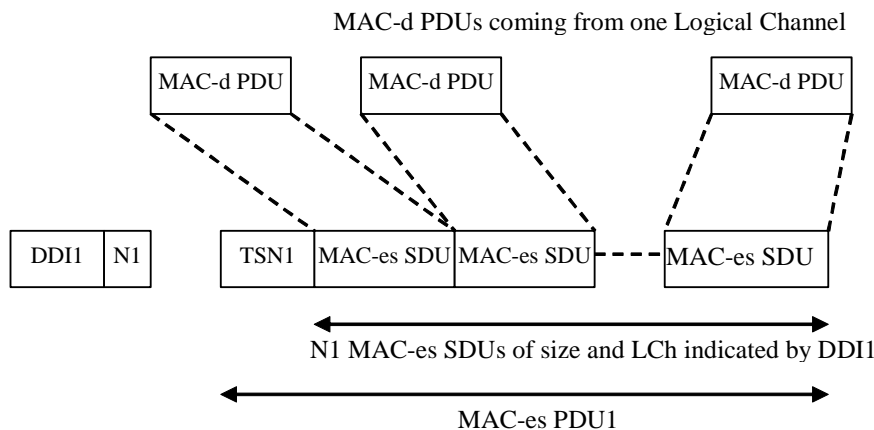 MAC-d PDUs coming from one Logical Channel
MAC-d PDU MAC-d PDU MAC-d PDU
DDI1 N1 TSN1 MAC-es SDU MAC-es SDU MAC-es SDU
N1 MAC-es SDUs of size and LCh indicated by DDI1
MAC-es PDU1